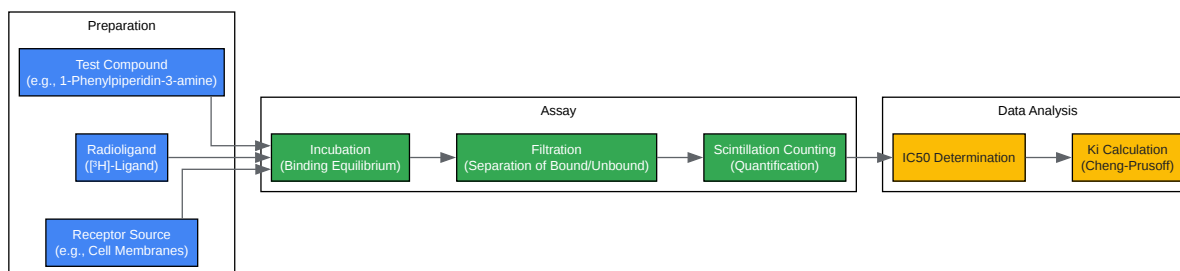 Preparation
Test Compound
(e.g., 1-Phenylpiperidin-3-amine)
Radioligand
([³H]-Ligand)
Receptor Source
(e.g., Cell Membranes)
Assay
Incubation
(Binding Equilibrium)
Filtration
(Separation of Bound/Unbound)
Scintillation Counting
(Quantification)
Data Analysis
IC50 Determination
Ki Calculation
(Cheng-Prusoff)